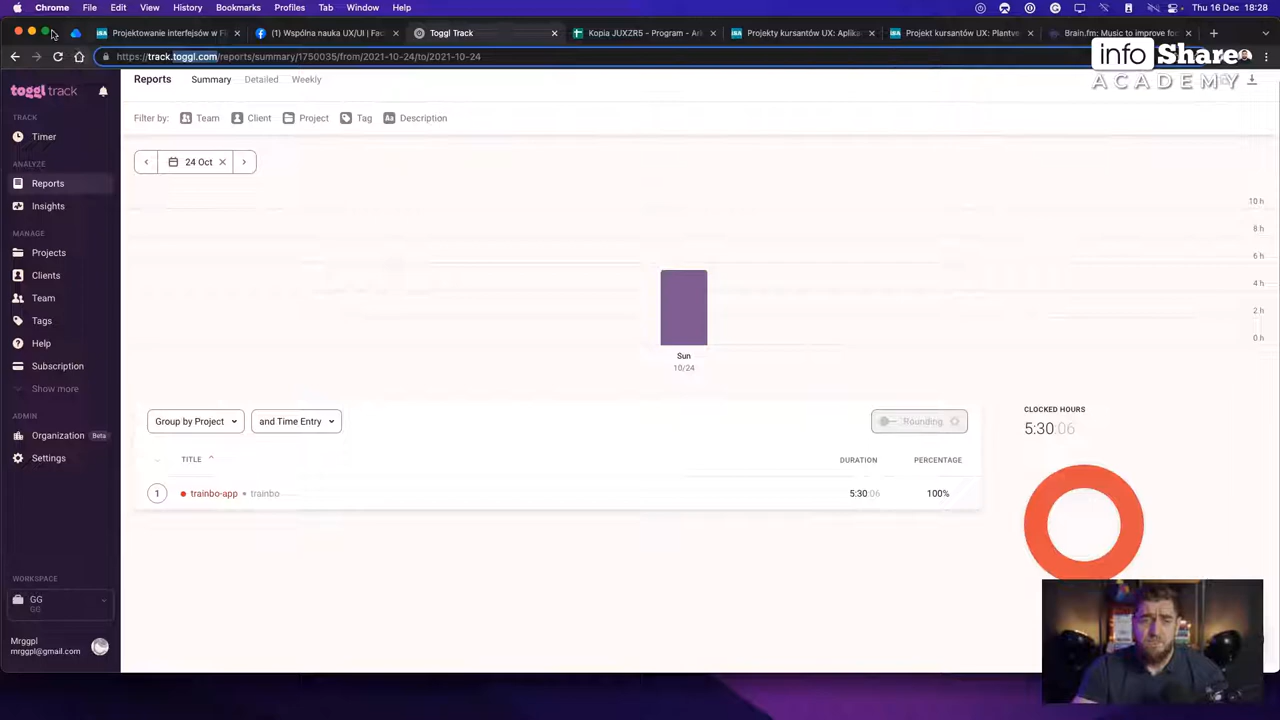 Chrome File Edit View History Bookmarks Profiles Tab Window Help Thu 16 Dec 18:28
Projektowanie interfejsów w Fi
(1) Wspólna nauka UX/UI | Fac
Toggl Track
Kopia JUXZR5 - Program - Ark
Projekty kursantów UX: Aplika
Projekt kursantów UX: Plantve
Brain.fm: Music to improve foc
https://track.toggl.com/reports/summary/1750035/from/2021-10-24/to/2021-10-24
info Share
ACADEMY
toggl track
Reports Summary Detailed Weekly
Filter by: Team Client Project Tag Description
TRACK
Timer
ANALYZE
Reports
Insights
MANAGE
Projects
Clients
Team
Tags
Help
Subscription
Show more
ADMIN
Organization Beta
Settings
WORKSPACE
GG
GG
Mrggpl
mrggpl@gmail.com
24 Oct
10 h
8 h
6 h
4 h
2 h
0 h
Sun
10/24
Group by Project and Time Entry Rounding
TITLE DURATION PERCENTAGE
1 trainbo-app • trainbo 5:30:06 100%
CLOCKED HOURS
5:30:06